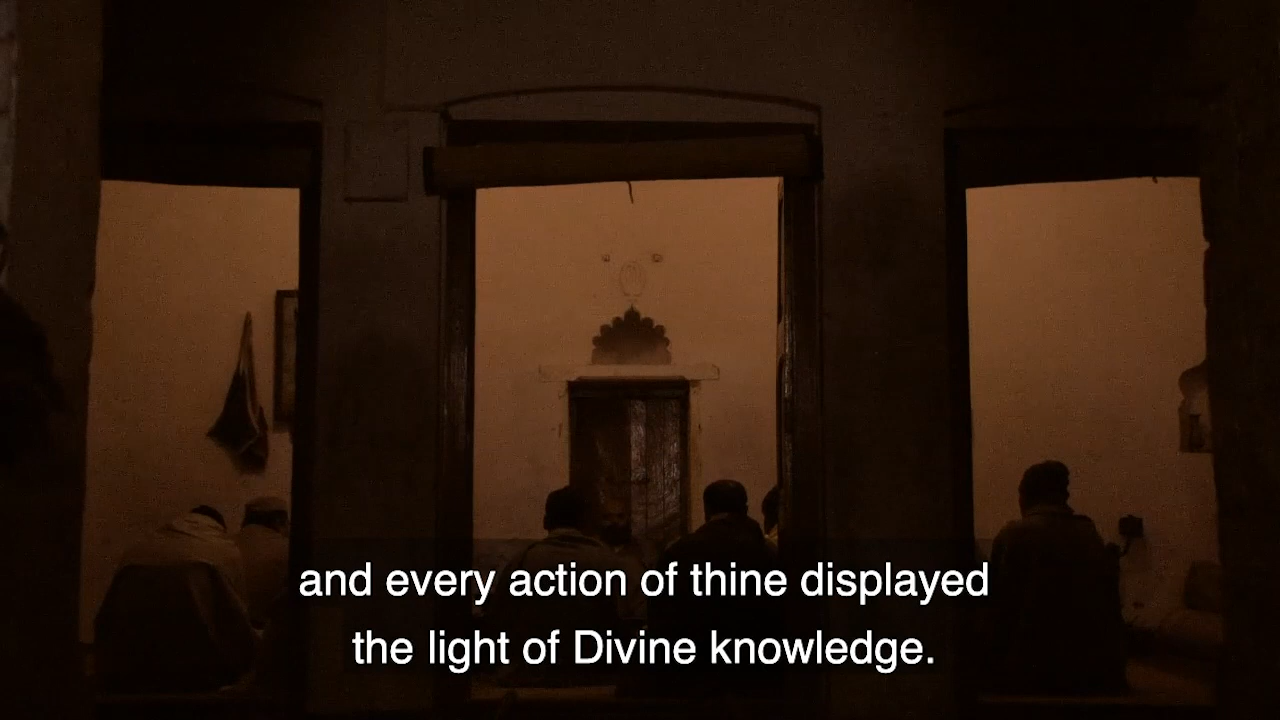 and every action of thine displayed
the light of Divine knowledge.